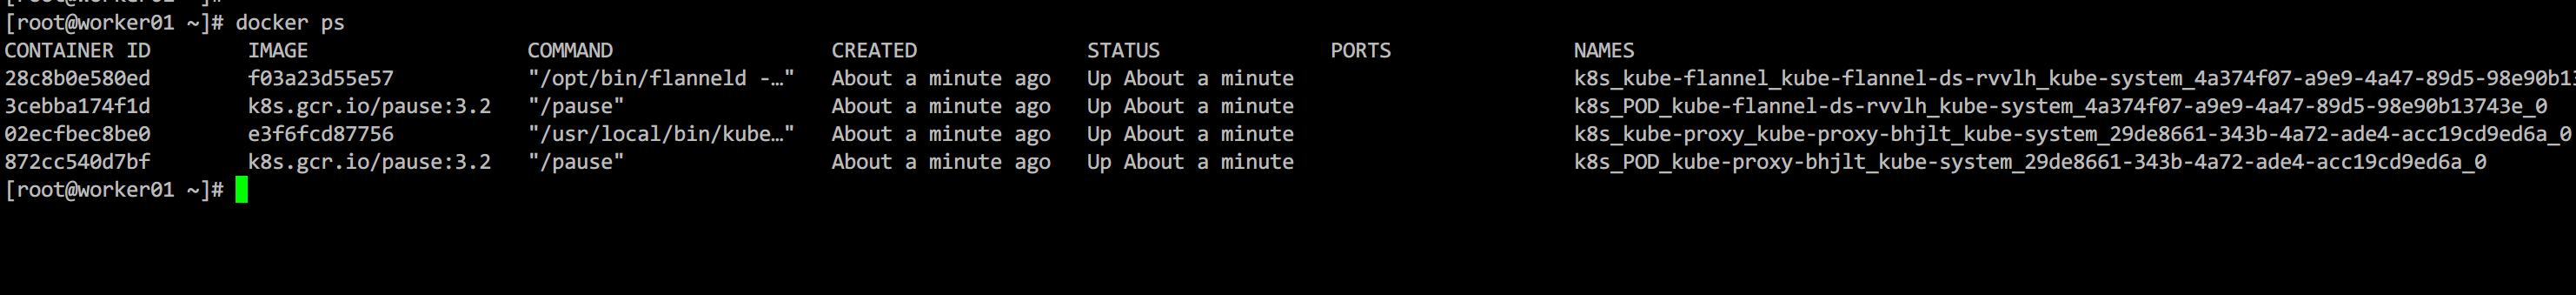 [root@worker01 ~]#
[root@worker01 ~]# docker ps
CONTAINER ID        IMAGE                  COMMAND                  CREATED              STATUS              PORTS               NAMES
28c8b0e580ed        f03a23d55e57           "/opt/bin/flanneld -…"   About a minute ago   Up About a minute                       k8s_kube-flannel_kube-flannel-ds-rvvlh_kube-system_4a374f07-a9e9-4a47-89d5-98e90b13
3cebba174f1d        k8s.gcr.io/pause:3.2   "/pause"                 About a minute ago   Up About a minute                       k8s_POD_kube-flannel-ds-rvvlh_kube-system_4a374f07-a9e9-4a47-89d5-98e90b13743e_0
02ecfbec8be0        e3f6fcd87756           "/usr/local/bin/kube…"   About a minute ago   Up About a minute                       k8s_kube-proxy_kube-proxy-bhjlt_kube-system_29de8661-343b-4a72-ade4-acc19cd9ed6a_0
872cc540d7bf        k8s.gcr.io/pause:3.2   "/pause"                 About a minute ago   Up About a minute                       k8s_POD_kube-proxy-bhjlt_kube-system_29de8661-343b-4a72-ade4-acc19cd9ed6a_0
[root@worker01 ~]#